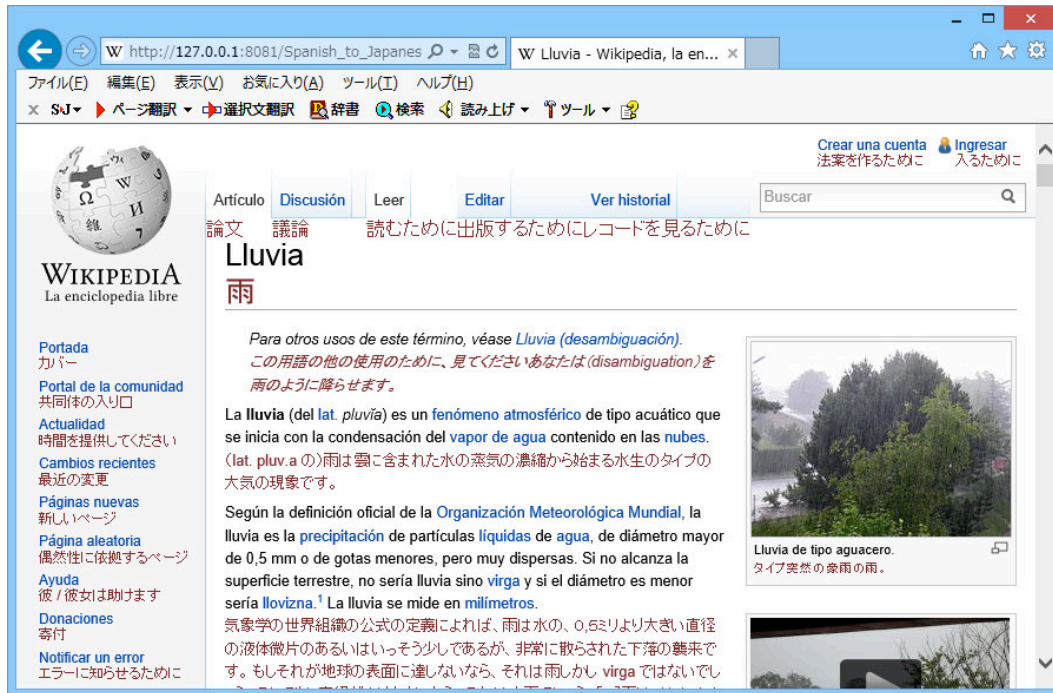 http://127.0.0.1:8081/Spanish_to_Japanes
W Lluvia - Wikipedia, la en...
ファイル(F) 編集(E) 表示(V) お気に入り(A) ツール(T) ヘルプ(H)
ページ翻訳 選択文翻訳 辞書 検索 読み上げ ツール
Crear una cuenta Ingresar
法案を作るために 入るために
Artículo Discusión Leer Editar Ver historial
Buscar
論文 議論 読むために出版するためにレコードを見るために
WIKIPEDIA
La enciclopedia libre
Portada
カバー
Portal de la comunidad
共同体の入り口
Actualidad
時間を提供してください
Cambios recientes
最近の変更
Páginas nuevas
新しいページ
Página aleatoria
偶然性に依拠するページ
Ayuda
彼/彼女は助けます
Donaciones
寄付
Notificar un error
エラーに知らせるために
Lluvia
雨
Para otros usos de este término, véase Lluvia (desambiguación).
この用語の他の使用のために、見てくださいあなたは(disambiguation)を
雨のように降らせます。
La lluvia (del lat. pluvĭa) es un fenómeno atmosférico de tipo acuático que
se inicia con la condensación del vapor de agua contenido en las nubes.
(lat. pluv.a の)雨は雲に含まれた水の蒸気の濃縮から始まる水生のタイプの
大気の現象です。
Según la definición oficial de la Organización Meteorológica Mundial, la
lluvia es la precipitación de partículas líquidas de agua, de diámetro mayor
de 0,5 mm o de gotas menores, pero muy dispersas. Si no alcanza la
superficie terrestre, no sería lluvia sino virga y si el diámetro es menor
sería llovizna.1 La lluvia se mide en milímetros.
気象学の世界組織の公式の定義によれば、雨は水の、0,5ミリより大きい直径
の液体微片のあるいはいっそう少しであるが、非常に散らされた下落の襲来で
す。もしそれが地球の表面に達しないなら、それは雨しかし virga ではないでし
Lluvia de tipo aguacero.
タイプ突然の豪雨の雨。